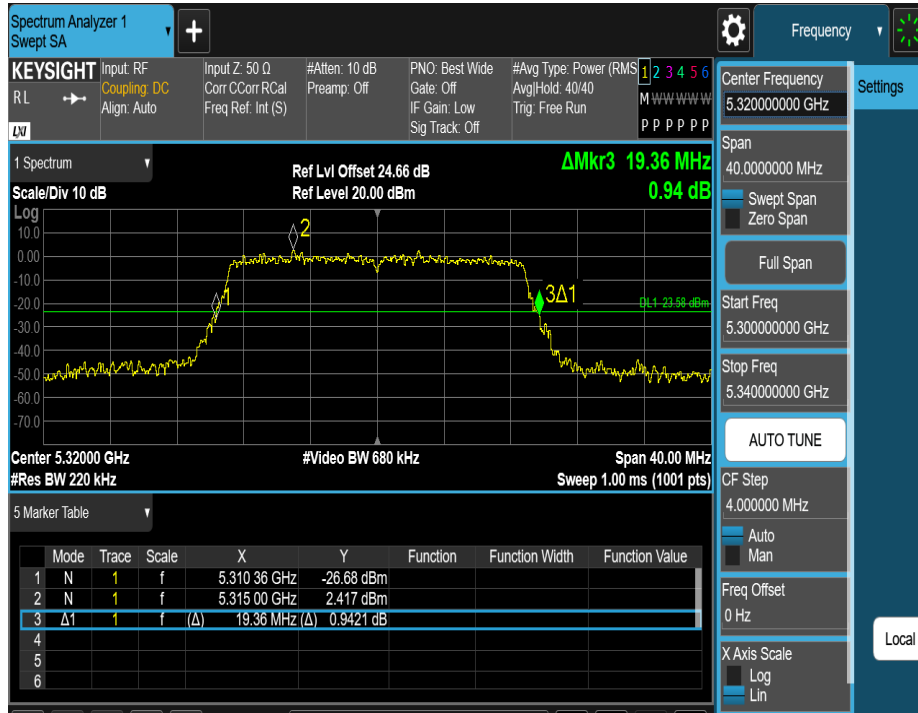 Spectrum Analyzer 1
Swept SA
+
Frequency
KEYSIGHT
RL
LXI
Input: RF
Coupling: DC
Align: Auto
Input Z: 50 Ω
Corr CCorr RCal
Freq Ref: Int (S)
#Atten: 10 dB
Preamp: Off
PNO: Best Wide
Gate: Off
IF Gain: Low
Sig Track: Off
#Avg Type: Power (RMS
Avg|Hold: 40/40
Trig: Free Run
1 2 3 4 5 6
M W W W W W
P P P P P P
1 Spectrum
Scale/Div 10 dB
Ref Lvl Offset 24.66 dB
Ref Level 20.00 dBm
ΔMkr3 19.36 MHz
0.94 dB
Log
10.0
0.00
-10.0
-20.0
-30.0
-40.0
-50.0
-60.0
-70.0
2
1
3Δ1
DL1 -23.58 dBm
Center 5.32000 GHz
#Res BW 220 kHz
#Video BW 680 kHz
Span 40.00 MHz
Sweep 1.00 ms (1001 pts)
5 Marker Table
Mode Trace Scale X Y Function Function Width Function Value
1 N 1 f 5.310 36 GHz -26.68 dBm
2 N 1 f 5.315 00 GHz 2.417 dBm
3 Δ1 1 f (Δ) 19.36 MHz (Δ) 0.9421 dB
4
5
6
Center Frequency
5.320000000 GHz
Span
40.0000000 MHz
Swept Span
Zero Span
Full Span
Start Freq
5.300000000 GHz
Stop Freq
5.340000000 GHz
AUTO TUNE
CF Step
4.000000 MHz
Auto
Man
Freq Offset
0 Hz
X Axis Scale
Log
Lin
Settings
Local